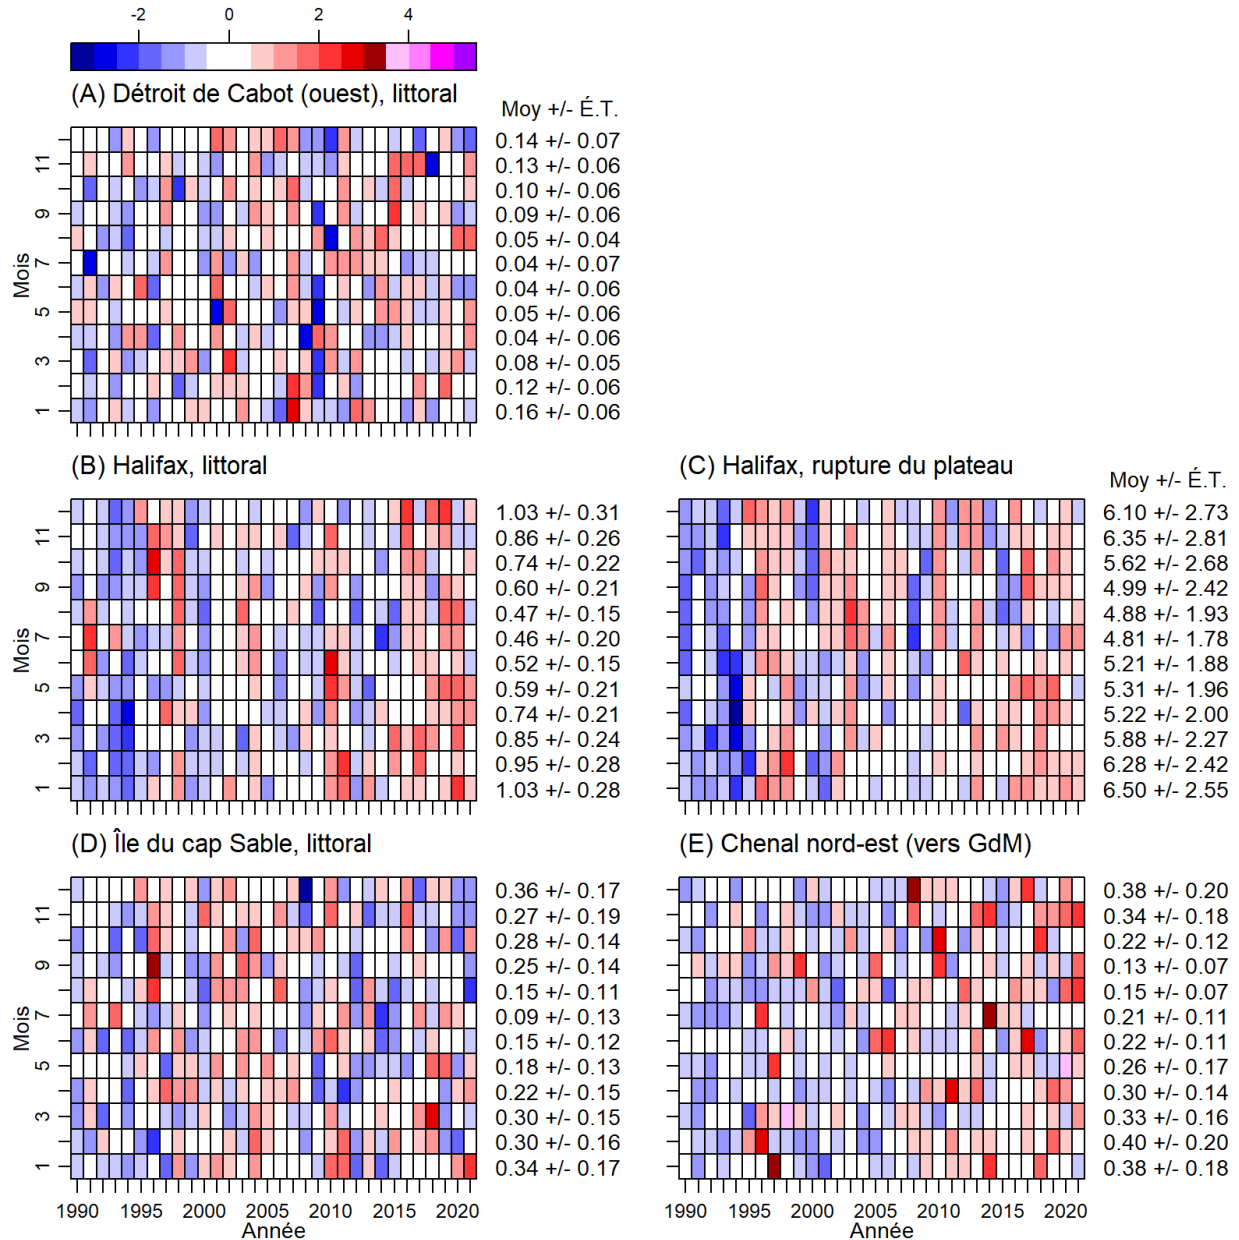 -2 0 2 4
(A) Détroit de Cabot (ouest), littoral
Moy +/- É.T.
0.14 +/- 0.07
11 0.13 +/- 0.06
0.10 +/- 0.06
9 0.09 +/- 0.06
0.05 +/- 0.04
7 0.04 +/- 0.07
Mois
0.04 +/- 0.06
5 0.05 +/- 0.06
0.04 +/- 0.06
3 0.08 +/- 0.05
0.12 +/- 0.06
1 0.16 +/- 0.06
(B) Halifax, littoral
1.03 +/- 0.31
11 0.86 +/- 0.26
0.74 +/- 0.22
9 0.60 +/- 0.21
0.47 +/- 0.15
7 0.46 +/- 0.20
Mois
0.52 +/- 0.15
5 0.59 +/- 0.21
0.74 +/- 0.21
3 0.85 +/- 0.24
0.95 +/- 0.28
1 1.03 +/- 0.28
(C) Halifax, rupture du plateau
Moy +/- É.T.
6.10 +/- 2.73
6.35 +/- 2.81
5.62 +/- 2.68
4.99 +/- 2.42
4.88 +/- 1.93
4.81 +/- 1.78
5.21 +/- 1.88
5.31 +/- 1.96
5.22 +/- 2.00
5.88 +/- 2.27
6.28 +/- 2.42
6.50 +/- 2.55
(D) Île du cap Sable, littoral
0.36 +/- 0.17
11 0.27 +/- 0.19
0.28 +/- 0.14
9 0.25 +/- 0.14
0.15 +/- 0.11
7 0.09 +/- 0.13
Mois
0.15 +/- 0.12
5 0.18 +/- 0.13
0.22 +/- 0.15
3 0.30 +/- 0.15
0.30 +/- 0.16
1 0.34 +/- 0.17
1990 1995 2000 2005 2010 2015 2020
Année
(E) Chenal nord-est (vers GdM)
0.38 +/- 0.20
0.34 +/- 0.18
0.22 +/- 0.12
0.13 +/- 0.07
0.15 +/- 0.07
0.21 +/- 0.11
0.22 +/- 0.11
0.26 +/- 0.17
0.30 +/- 0.14
0.33 +/- 0.16
0.40 +/- 0.20
0.38 +/- 0.18
1990 1995 2000 2005 2010 2015 2020
Année